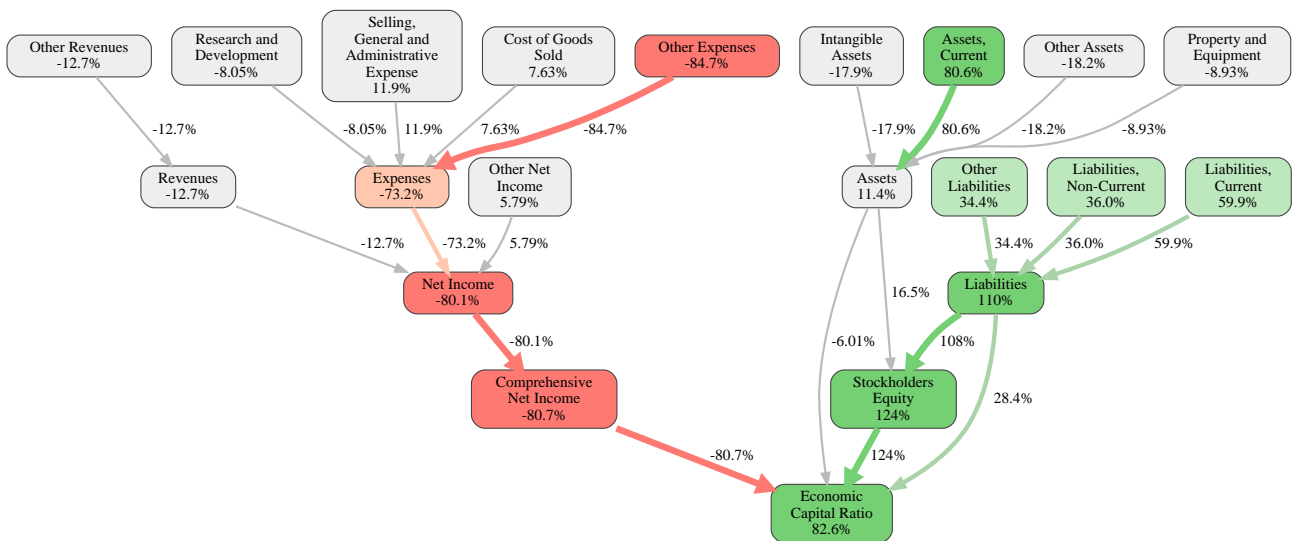 Other Revenues
-12.7%
Research and
Development
-8.05%
Selling,
General and
Administrative
Expense
11.9%
Cost of Goods
Sold
7.63%
Other Expenses
-84.7%
Intangible
Assets
-17.9%
Assets,
Current
80.6%
Other Assets
-18.2%
Property and
Equipment
-8.93%
-12.7%
-8.05%
11.9%
7.63%
-84.7%
-17.9%
80.6%
-18.2%
-8.93%
Revenues
-12.7%
Expenses
-73.2%
Other Net
Income
5.79%
Assets
11.4%
Other
Liabilities
34.4%
Liabilities,
Non-Current
36.0%
Liabilities,
Current
59.9%
-12.7%
-73.2%
5.79%
34.4%
36.0%
59.9%
Net Income
-80.1%
16.5%
Liabilities
110%
-80.1%
-6.01%
108%
Comprehensive
Net Income
-80.7%
Stockholders
Equity
124%
28.4%
-80.7%
124%
Economic
Capital Ratio
82.6%